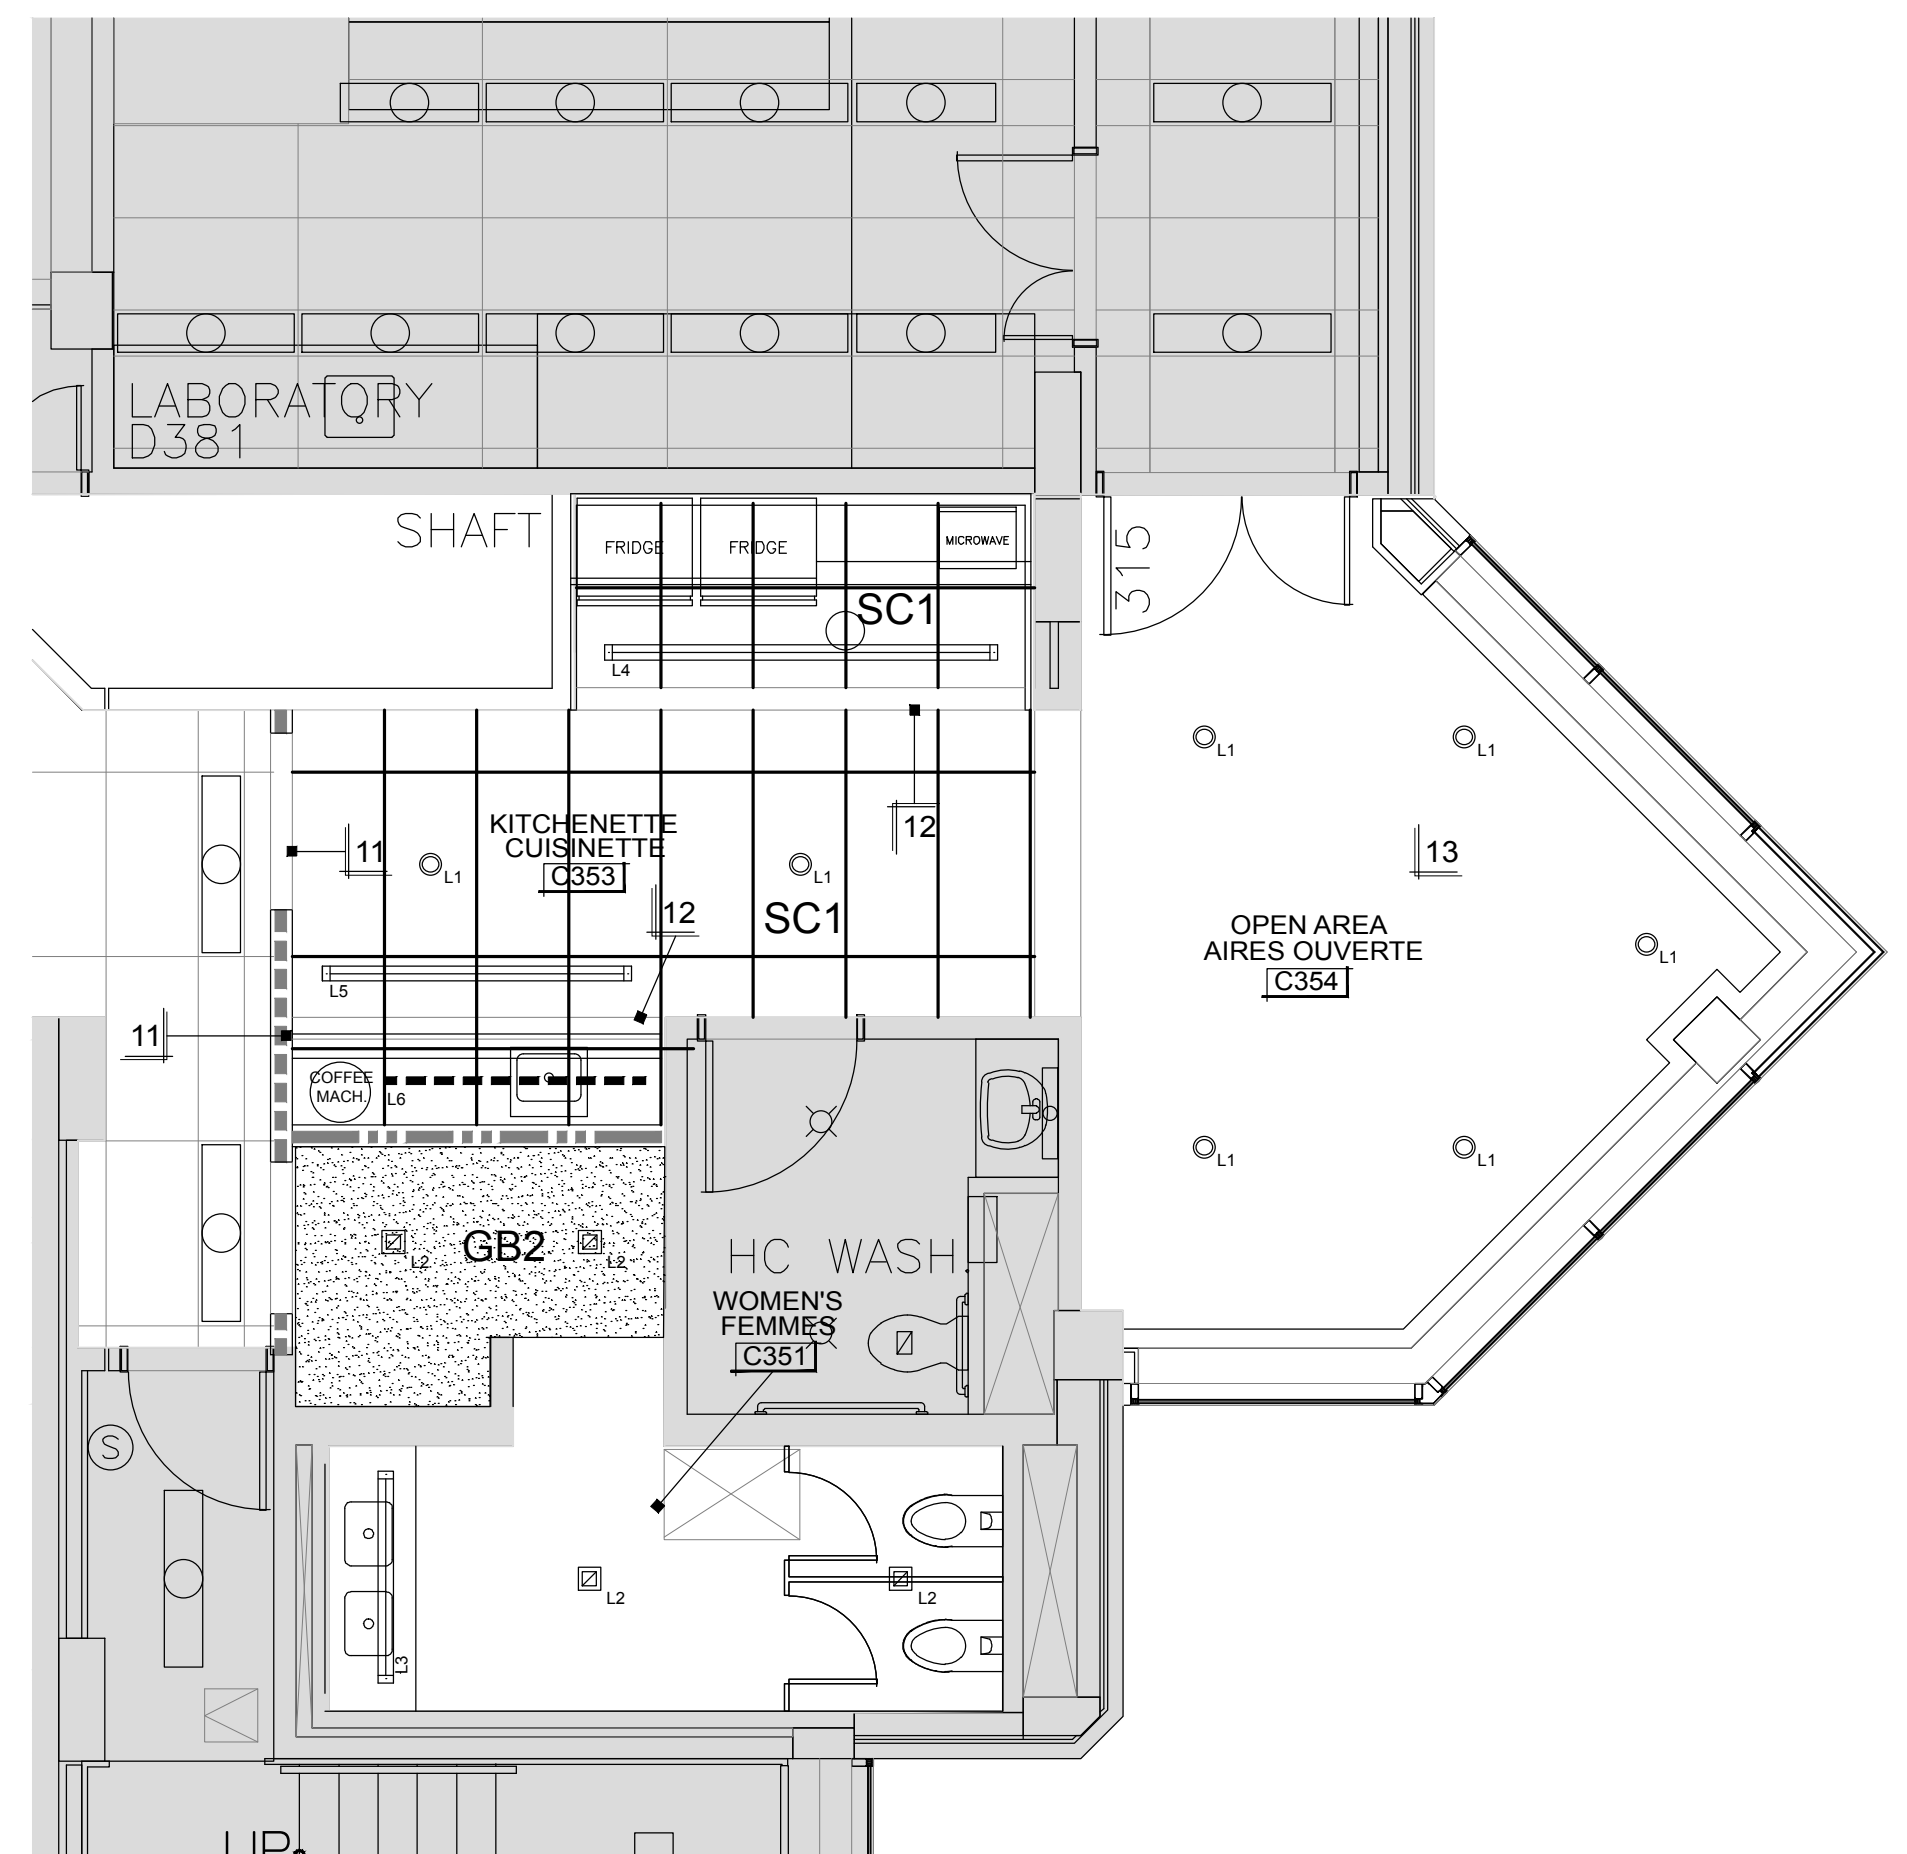 LABORATORY
D381
SHAFT
FRIDGE
FRIDGE
MICROWAVE
SC1
L4
315
L1
L1
KITCHENETTE
CUISINETTE
C353
11
L1
12
L1
12
SC1
13
OPEN AREA
AIRES OUVERTE
C354
L1
L5
11
COFFEE
MACH.
L6
L1
L1
GB2
L2
L2
HC WASH.
WOMEN'S
FEMMES
C351
S
L2
L2
L3
UP